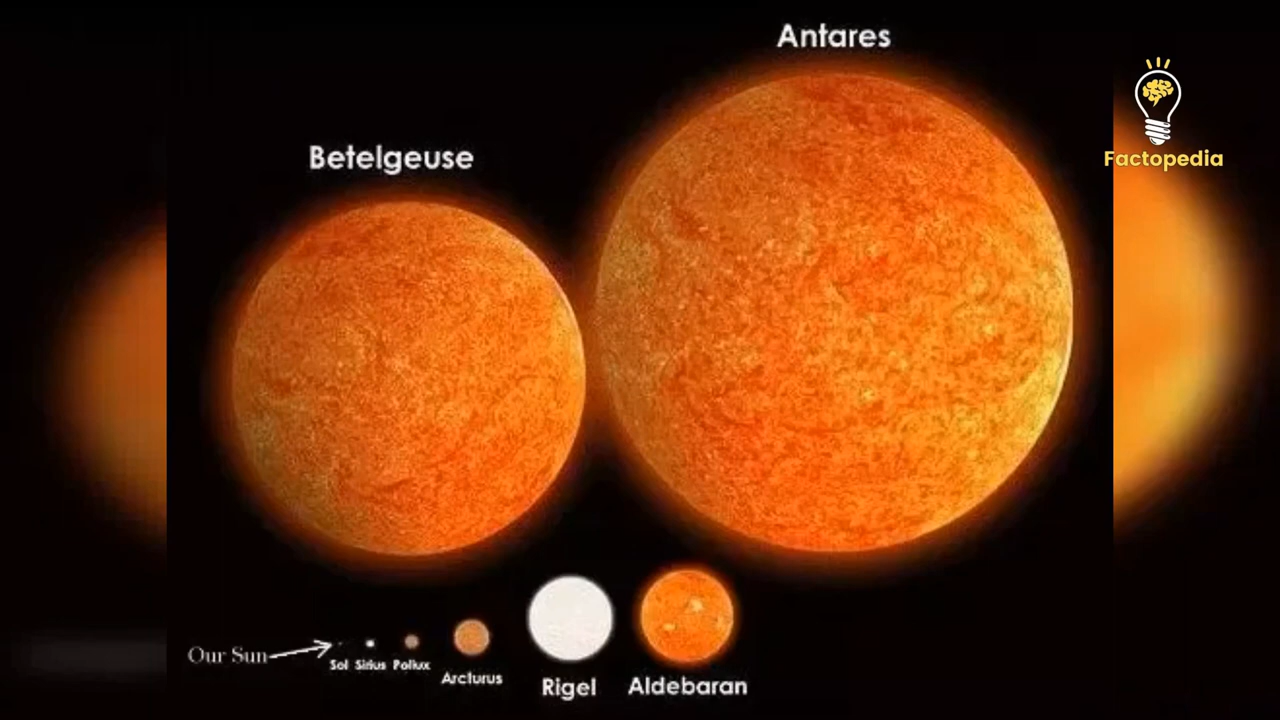 Antares
Factopedia
Betelgeuse
Our Sun
Sol Sirius Pollux
Arcturus
Rigel
Aldebaran